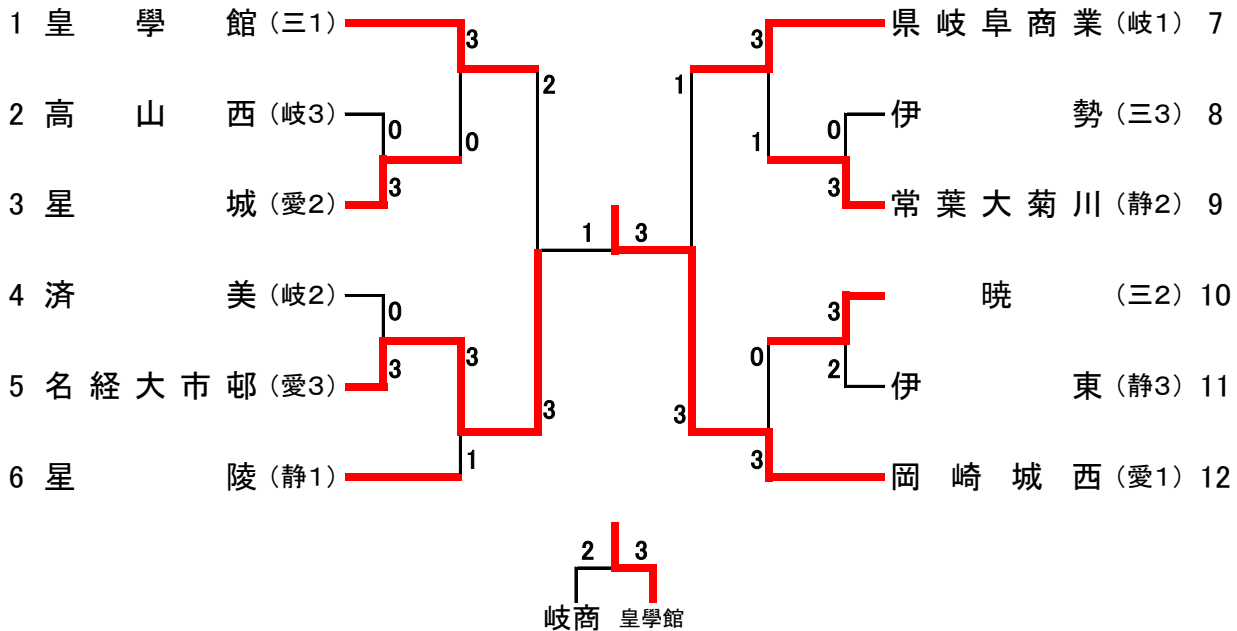 1 皇學館 (三1) 3 3 県岐阜商業 (岐1) 7
2 1
2 高山西 (岐3) 0 0 伊勢 (三3) 8
0 1
3 星城 (愛2) 3 3 常葉大菊川 (静2) 9
1 3
4 済美 (岐2) 0 3 暁 (三2) 10
3 0
5 名経大市邨 (愛3) 3 2 伊東 (静3) 11
3 3
6 星陵 (静1) 1 3 岡崎城西 (愛1) 12
2 3
岐商 皇學館